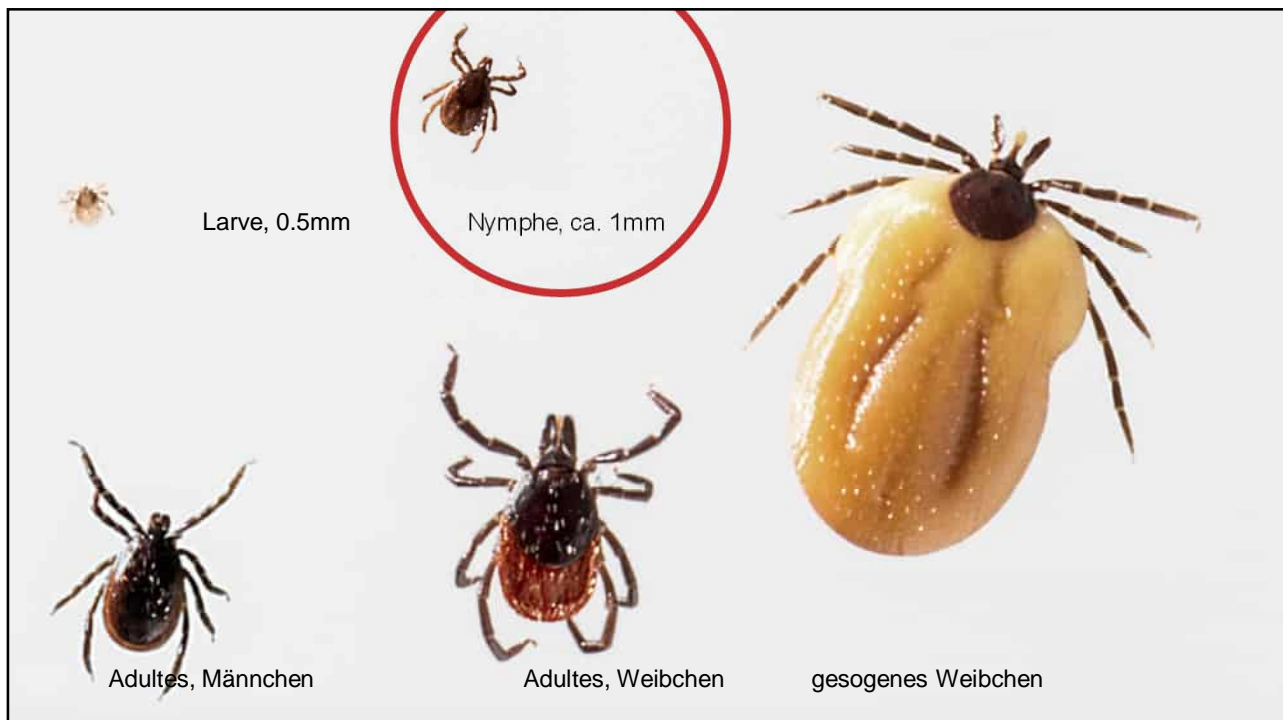 Larve, 0.5mm
Nymphe, ca. 1mm
Adultes, Männchen
Adultes, Weibchen
gesogenes Weibchen